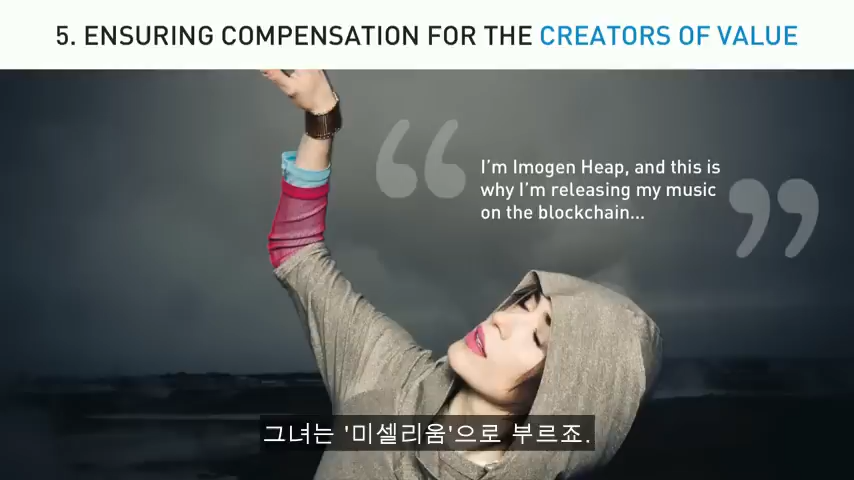 5. ENSURING COMPENSATION FOR THE CREATORS OF VALUE
“
I’m Imogen Heap, and this is
why I’m releasing my music
on the blockchain...
”
그녀는 '미셀리움'으로 부르죠.